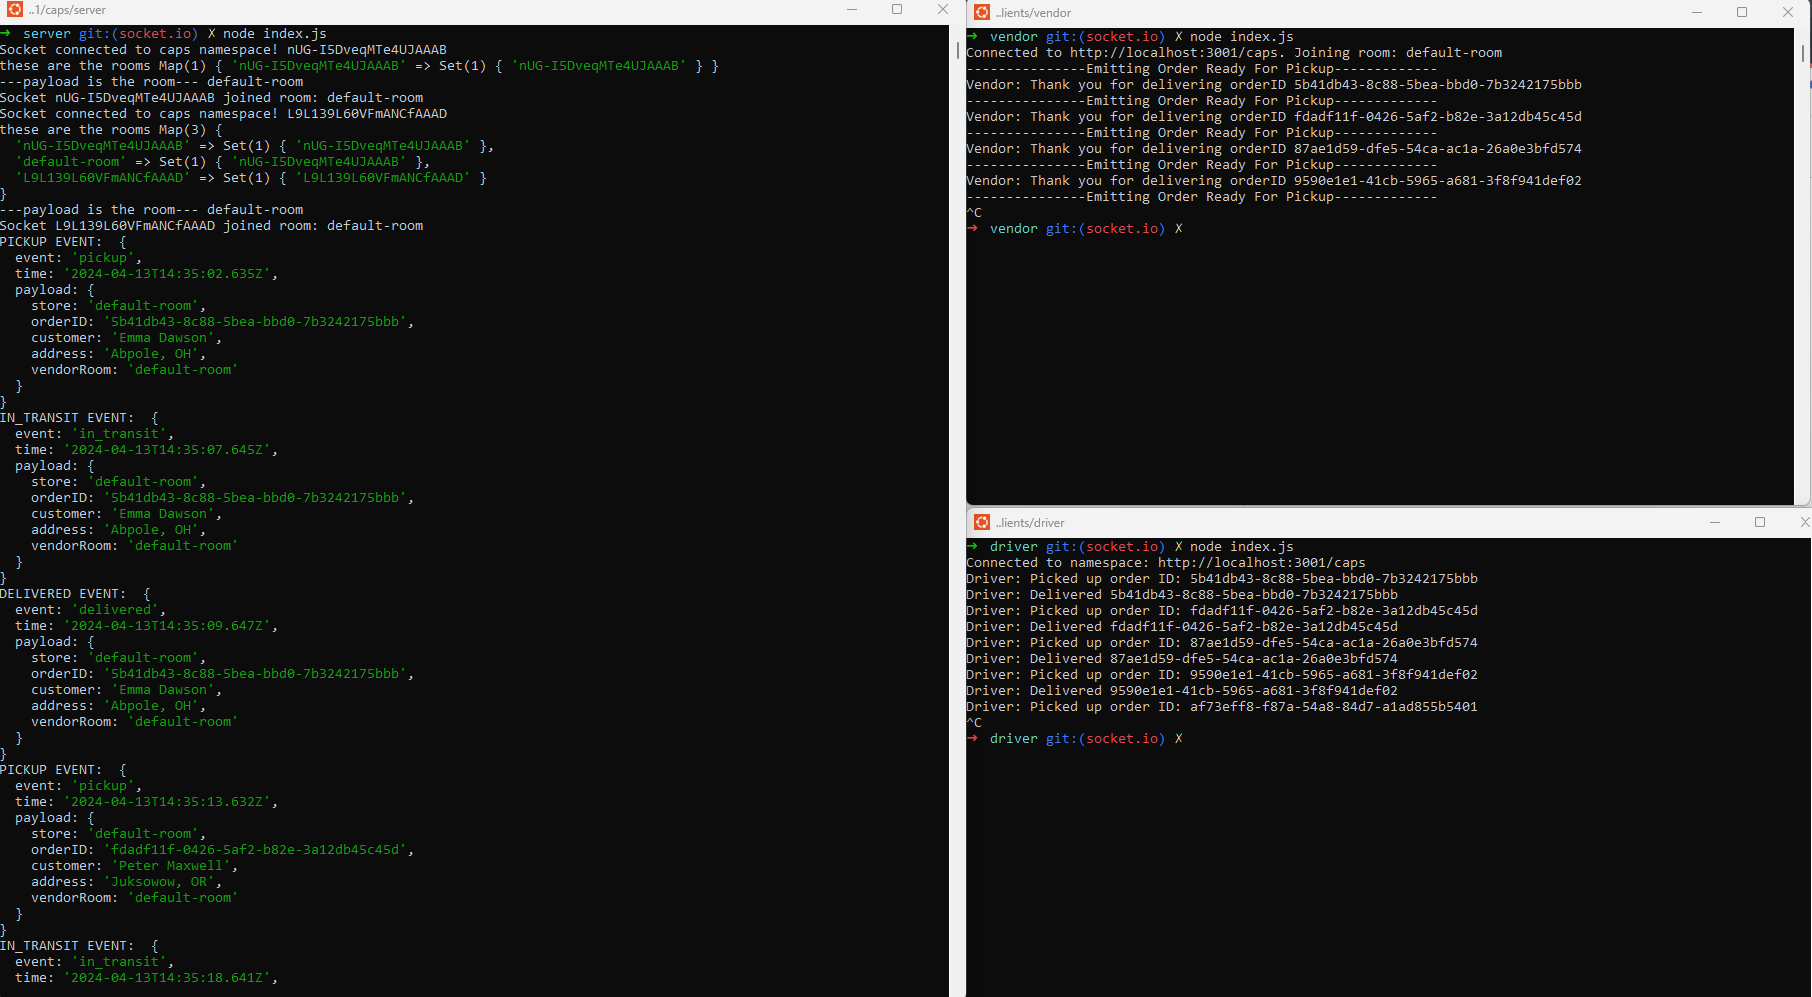 ..1/caps/server
➜  server git:(socket.io) ✗ node index.js
Socket connected to caps namespace! nUG-I5DveqMTe4UJAAAB
these are the rooms Map(1) { 'nUG-I5DveqMTe4UJAAAB' => Set(1) { 'nUG-I5DveqMTe4UJAAAB' } }
---payload is the room--- default-room
Socket nUG-I5DveqMTe4UJAAAB joined room: default-room
Socket connected to caps namespace! L9L139L60VFmANCfAAAD
these are the rooms Map(3) {
  'nUG-I5DveqMTe4UJAAAB' => Set(1) { 'nUG-I5DveqMTe4UJAAAB' },
  'default-room' => Set(1) { 'nUG-I5DveqMTe4UJAAAB' },
  'L9L139L60VFmANCfAAAD' => Set(1) { 'L9L139L60VFmANCfAAAD' }
}
---payload is the room--- default-room
Socket L9L139L60VFmANCfAAAD joined room: default-room
PICKUP EVENT:  {
  event: 'pickup',
  time: '2024-04-13T14:35:02.635Z',
  payload: {
    store: 'default-room',
    orderID: '5b41db43-8c88-5bea-bbd0-7b3242175bbb',
    customer: 'Emma Dawson',
    address: 'Abpole, OH',
    vendorRoom: 'default-room'
  }
}
IN_TRANSIT EVENT:  {
  event: 'in_transit',
  time: '2024-04-13T14:35:07.645Z',
  payload: {
    store: 'default-room',
    orderID: '5b41db43-8c88-5bea-bbd0-7b3242175bbb',
    customer: 'Emma Dawson',
    address: 'Abpole, OH',
    vendorRoom: 'default-room'
  }
}
DELIVERED EVENT:  {
  event: 'delivered',
  time: '2024-04-13T14:35:09.647Z',
  payload: {
    store: 'default-room',
    orderID: '5b41db43-8c88-5bea-bbd0-7b3242175bbb',
    customer: 'Emma Dawson',
    address: 'Abpole, OH',
    vendorRoom: 'default-room'
  }
}
PICKUP EVENT:  {
  event: 'pickup',
  time: '2024-04-13T14:35:13.632Z',
  payload: {
    store: 'default-room',
    orderID: 'fdadf11f-0426-5af2-b82e-3a12db45c45d',
    customer: 'Peter Maxwell',
    address: 'Juksowow, OR',
    vendorRoom: 'default-room'
  }
}
IN_TRANSIT EVENT:  {
  event: 'in_transit',
  time: '2024-04-13T14:35:18.641Z',
..lients/vendor
➜  vendor git:(socket.io) ✗ node index.js
Connected to http://localhost:3001/caps. Joining room: default-room
---------------Emitting Order Ready For Pickup-------------
Vendor: Thank you for delivering orderID 5b41db43-8c88-5bea-bbd0-7b3242175bbb
---------------Emitting Order Ready For Pickup-------------
Vendor: Thank you for delivering orderID fdadf11f-0426-5af2-b82e-3a12db45c45d
---------------Emitting Order Ready For Pickup-------------
Vendor: Thank you for delivering orderID 87ae1d59-dfe5-54ca-ac1a-26a0e3bfd574
---------------Emitting Order Ready For Pickup-------------
Vendor: Thank you for delivering orderID 9590e1e1-41cb-5965-a681-3f8f941def02
---------------Emitting Order Ready For Pickup-------------
^C
➜  vendor git:(socket.io) ✗
..lients/driver
➜  driver git:(socket.io) ✗ node index.js
Connected to namespace: http://localhost:3001/caps
Driver: Picked up order ID: 5b41db43-8c88-5bea-bbd0-7b3242175bbb
Driver: Delivered 5b41db43-8c88-5bea-bbd0-7b3242175bbb
Driver: Picked up order ID: fdadf11f-0426-5af2-b82e-3a12db45c45d
Driver: Delivered fdadf11f-0426-5af2-b82e-3a12db45c45d
Driver: Picked up order ID: 87ae1d59-dfe5-54ca-ac1a-26a0e3bfd574
Driver: Delivered 87ae1d59-dfe5-54ca-ac1a-26a0e3bfd574
Driver: Picked up order ID: 9590e1e1-41cb-5965-a681-3f8f941def02
Driver: Delivered 9590e1e1-41cb-5965-a681-3f8f941def02
Driver: Picked up order ID: af73eff8-f87a-54a8-84d7-a1ad855b5401
^C
➜  driver git:(socket.io) ✗